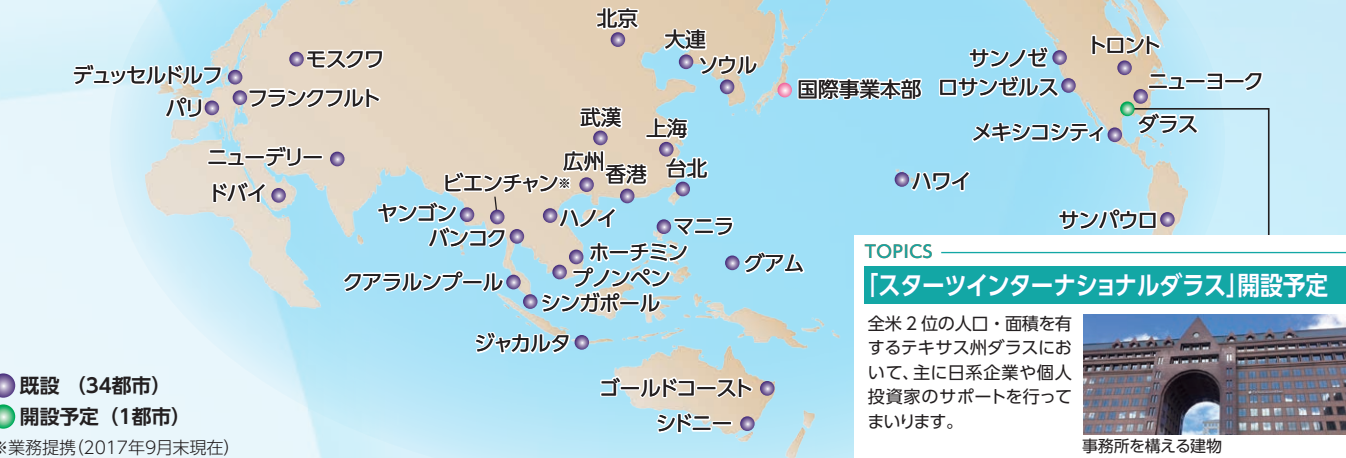 北京
大連
ソウル
モスクワ
デュッセルドルフ
フランクフルト
パリ
国際事業本部
サンノゼ
トロント
ロサンゼルス
ニューヨーク
ダラス
メキシコシティ
武漢
上海
広州
香港
台北
ニューデリー
ドバイ
ビエンチャン※
ハワイ
ヤンゴン
ハノイ
マニラ
サンパウロ
バンコク
ホーチミン
グアム
クアラルンプール
プノンペン
シンガポール
ジャカルタ
ゴールドコースト
シドニー
既設 (34都市)
開設予定 (1都市)
※業務提携(2017年9月末現在)
TOPICS
「スターツインターナショナルダラス」開設予定
全米2位の人口・面積を有
するテキサス州ダラスにお
いて、主に日系企業や個人
投資家のサポートを行って
まいります。
事務所を構える建物